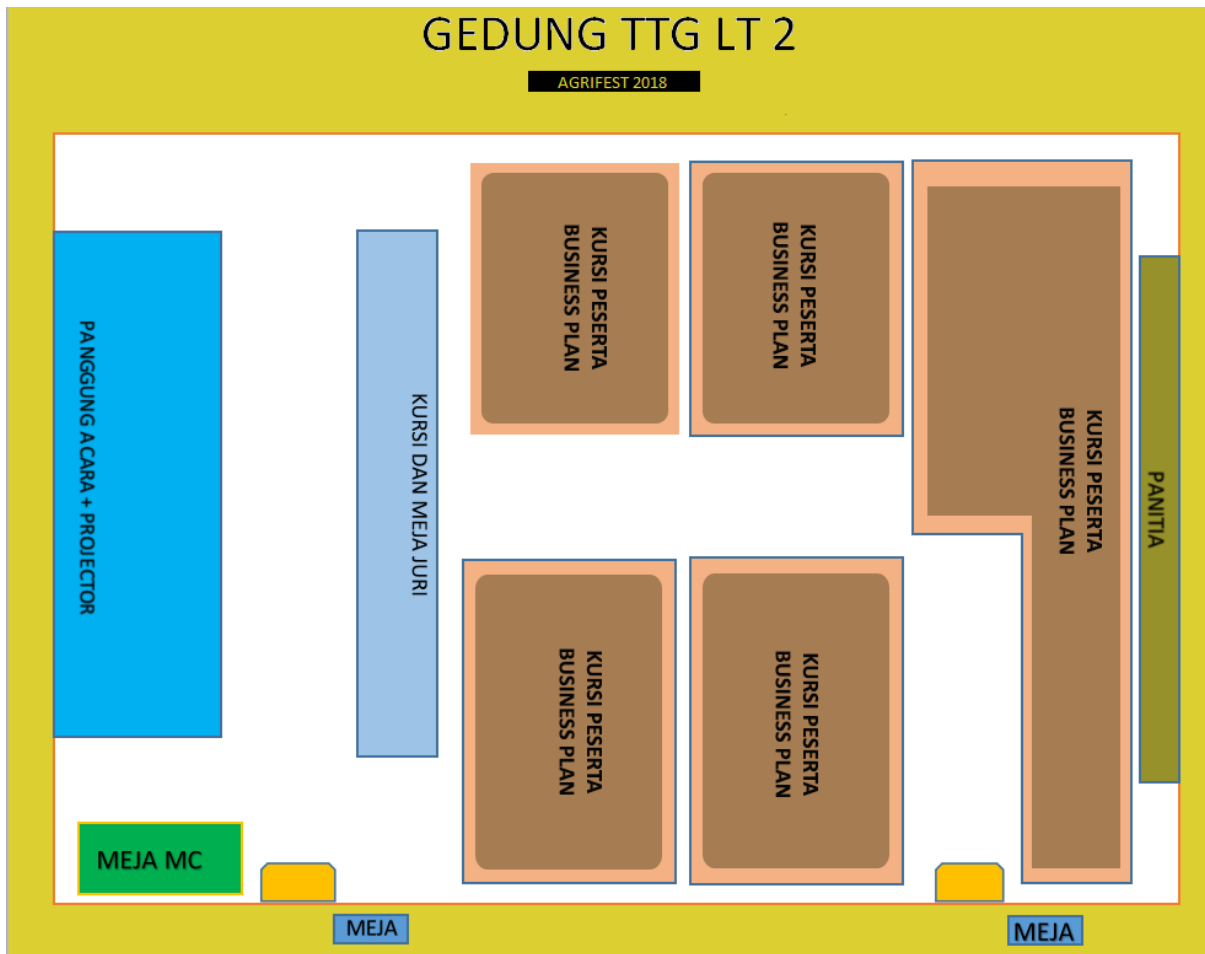 GEDUNG TTG LT 2
AGRIFEST 2018
PANGGUNG ACARA + PROJECTOR
KURSI DAN MEJA JURI
KURSI PESERTA
BUSINESS PLAN
KURSI PESERTA
BUSINESS PLAN
KURSI PESERTA
BUSINESS PLAN
PANITIA
KURSI PESERTA
BUSINESS PLAN
KURSI PESERTA
BUSINESS PLAN
MEJA MC
MEJA
MEJA